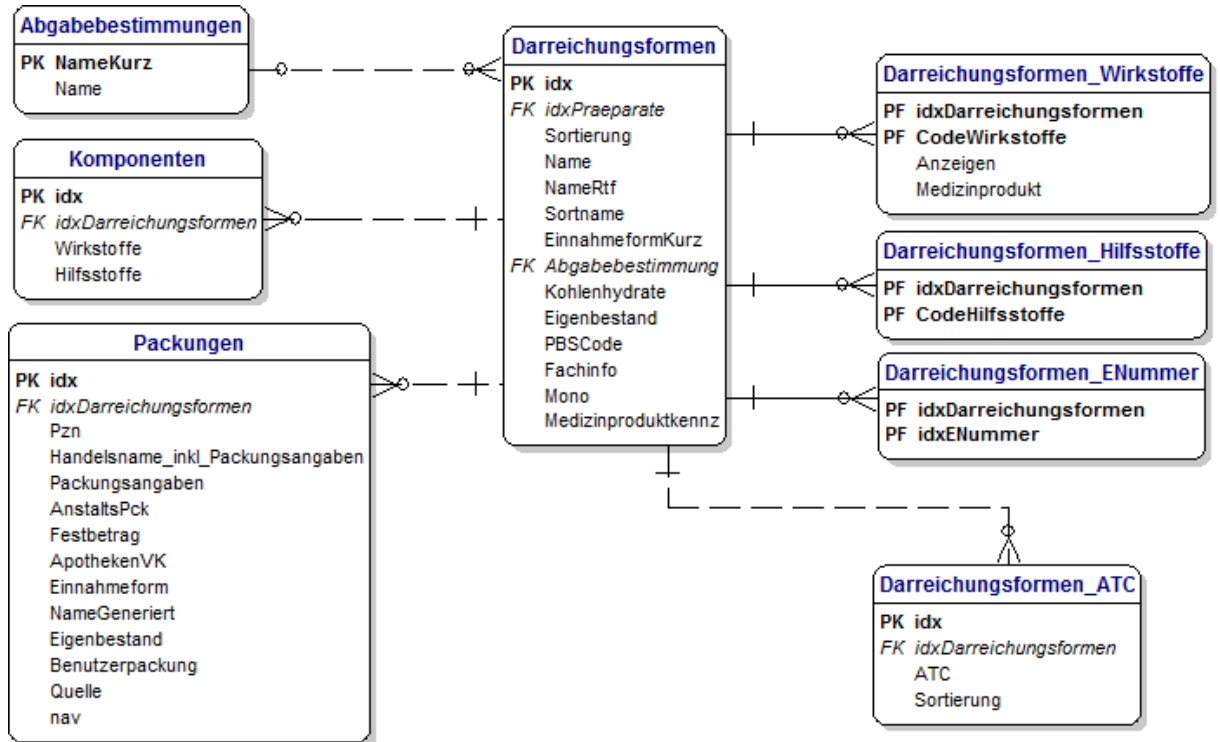 Abgabebestimmungen
PK NameKurz
Name
Komponenten
PK idx
FK idxDarreichungsformen
Wirkstoffe
Hilfsstoffe
Packungen
PK idx
FK idxDarreichungsformen
Pzn
Handelsname_inkl_Packungsangaben
Packungsangaben
AnstaltsPck
Festbetrag
ApothekenVK
Einnahmeform
NameGeneriert
Eigenbestand
Benutzerpackung
Quelle
nav
Darreichungsformen
PK idx
FK idxPraeparate
Sortierung
Name
NameRtf
Sortname
EinnahmeformKurz
FK Abgabebestimmung
Kohlenhydrate
Eigenbestand
PBSCode
Fachinfo
Mono
Medizinproduktkennz
Darreichungsformen_Wirkstoffe
PF idxDarreichungsformen
PF CodeWirkstoffe
Anzeigen
Medizinprodukt
Darreichungsformen_Hilfsstoffe
PF idxDarreichungsformen
PF CodeHilfsstoffe
Darreichungsformen_ENummer
PF idxDarreichungsformen
PF idxENummer
Darreichungsformen_ATC
PK idx
FK idxDarreichungsformen
ATC
Sortierung